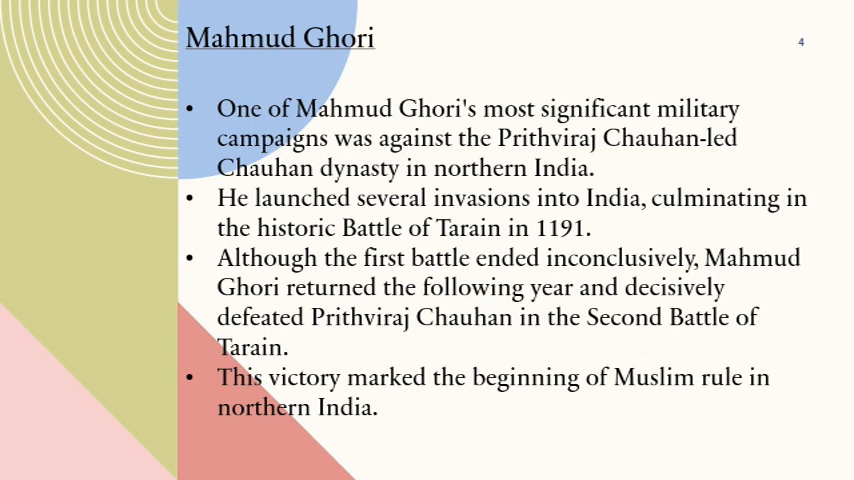 Mahmud Ghori
4
• One of Mahmud Ghori's most significant military
campaigns was against the Prithviraj Chauhan-led
Chauhan dynasty in northern India.
• He launched several invasions into India, culminating in
the historic Battle of Tarain in 1191.
• Although the first battle ended inconclusively, Mahmud
Ghori returned the following year and decisively
defeated Prithviraj Chauhan in the Second Battle of
Tarain.
• This victory marked the beginning of Muslim rule in
northern India.